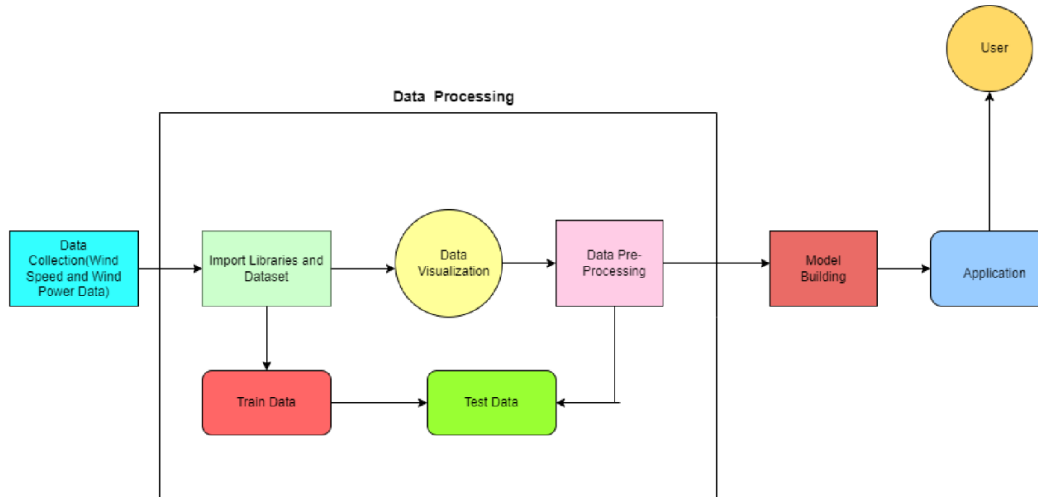 User
Data Processing
Data
Collection(Wind
Speed and Wind
Power Data)
Import Libraries and
Dataset
Data
Visualization
Data Pre-
Processing
Model
Building
Application
Train Data
Test Data